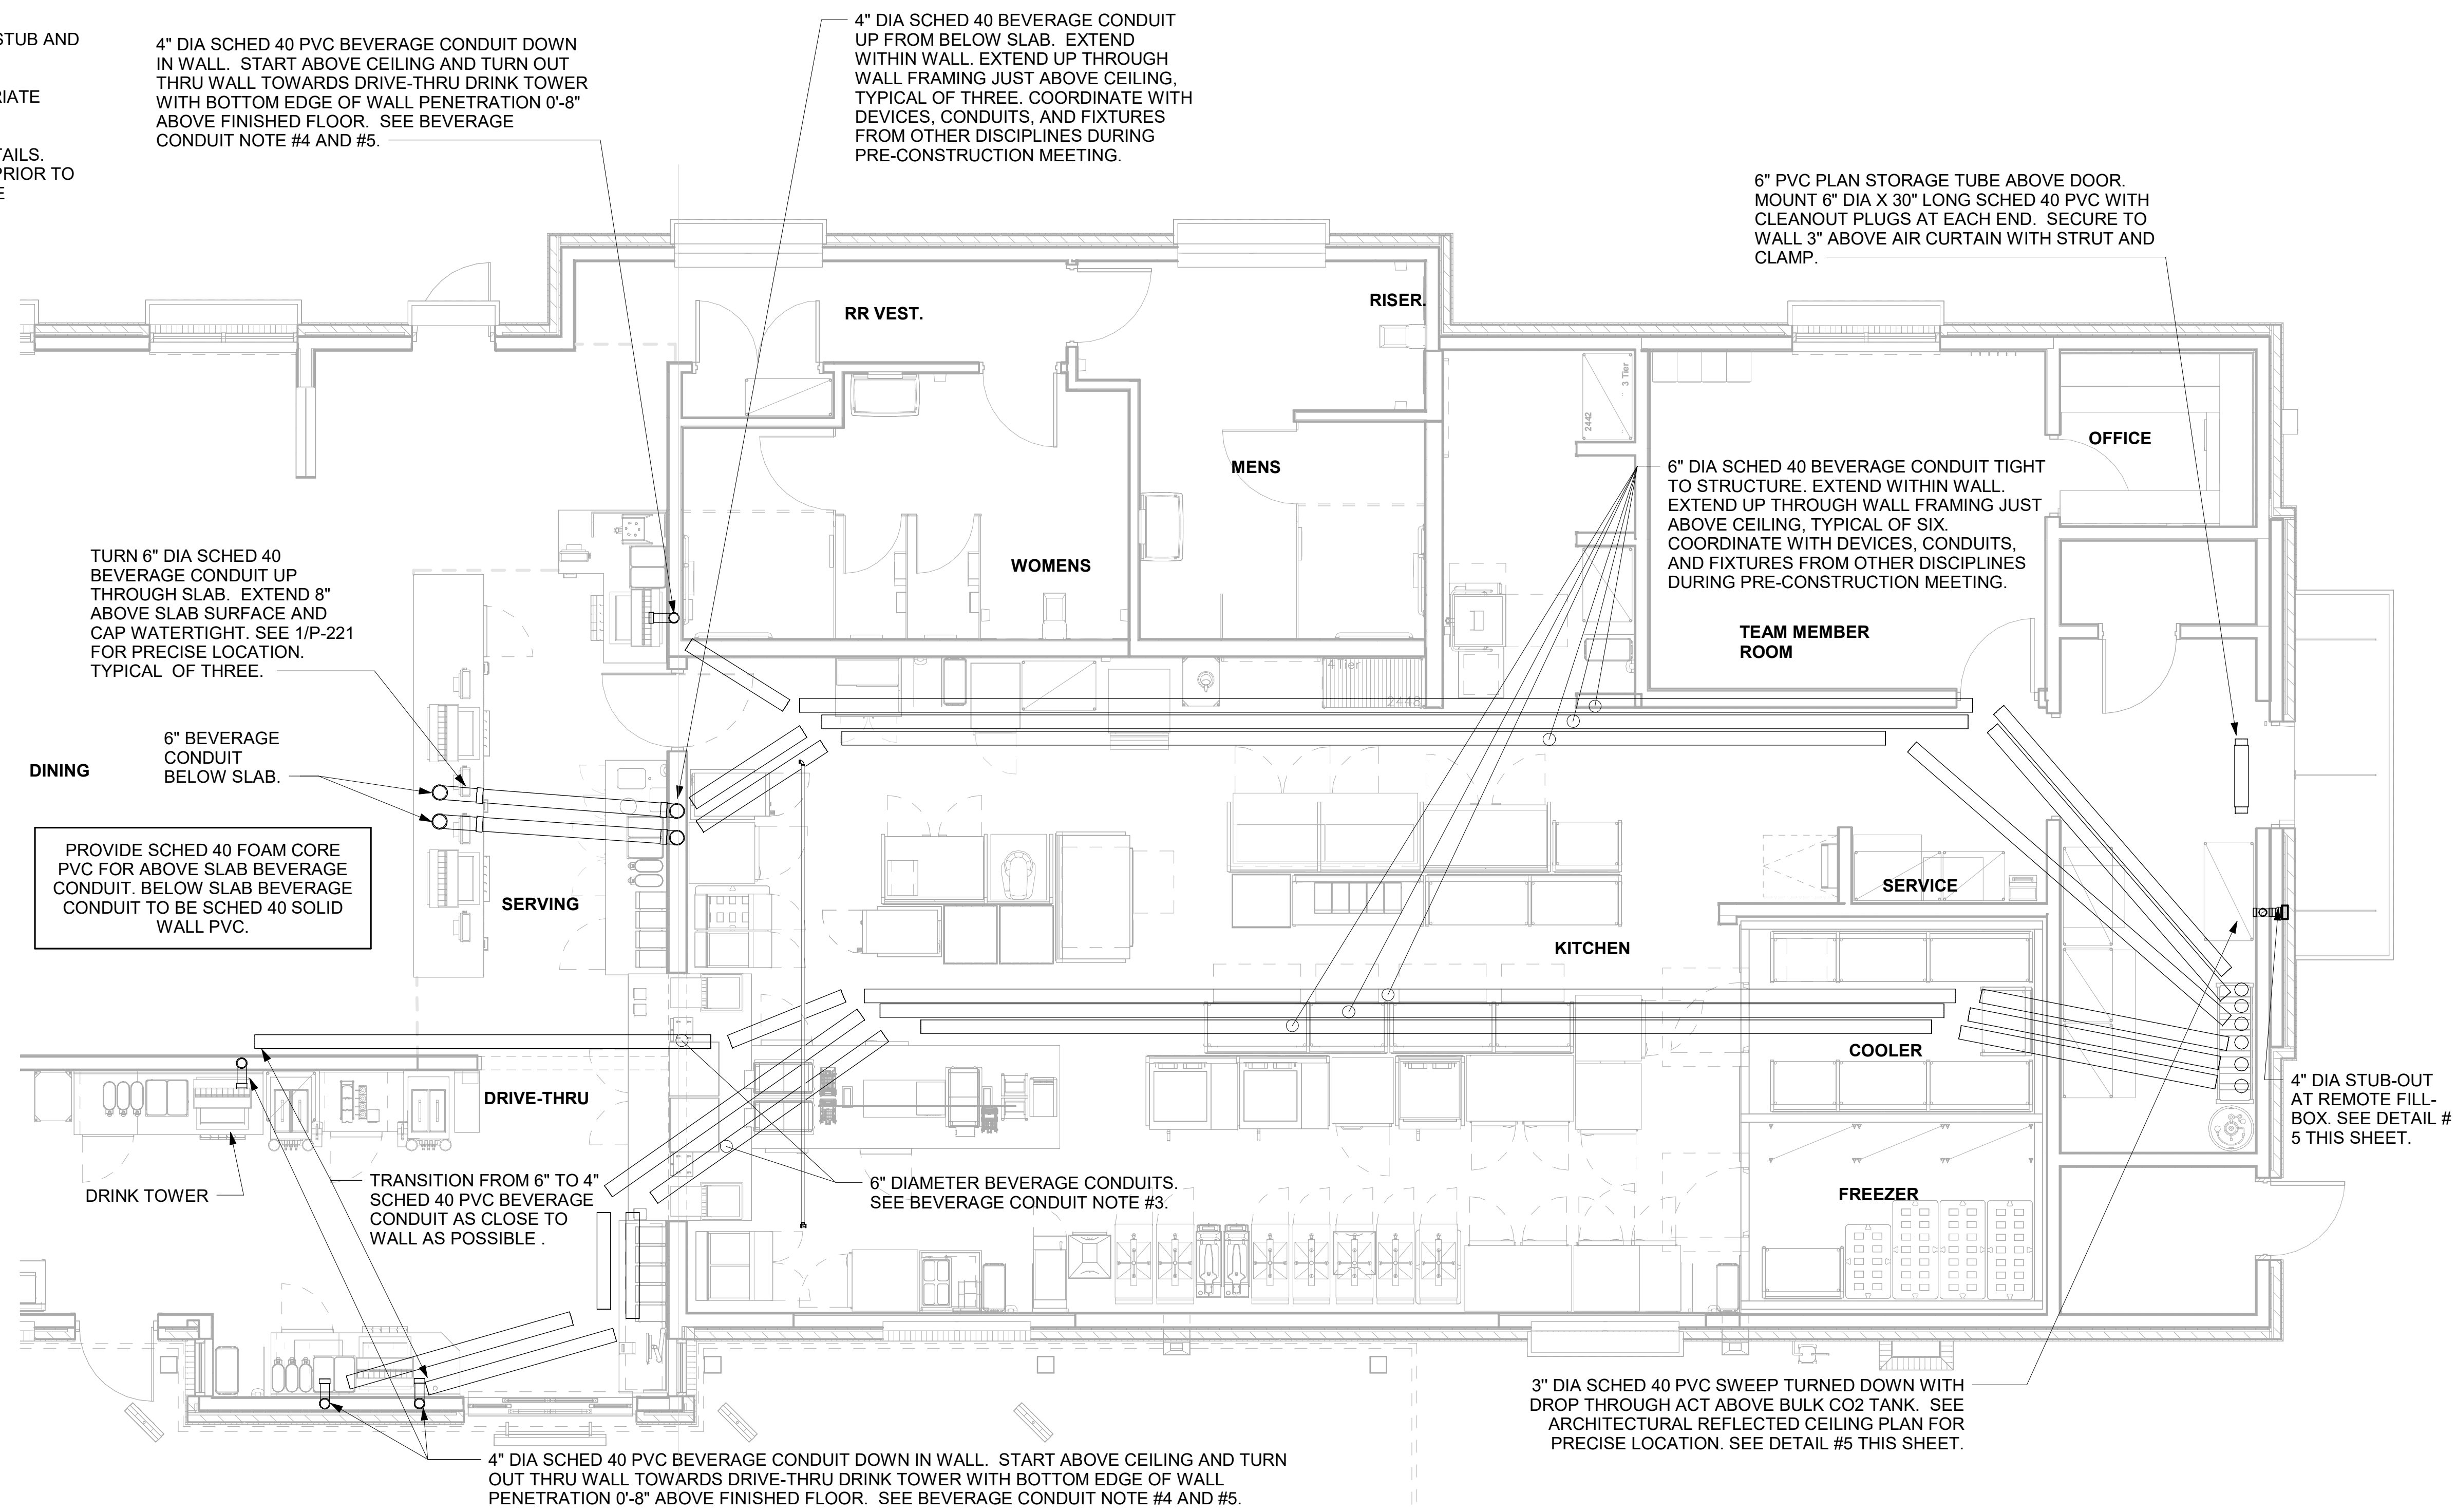 STUB AND
RIATE
TAILS.
PRIOR TO
E
4" DIA SCHED 40 PVC BEVERAGE CONDUIT DOWN
IN WALL. START ABOVE CEILING AND TURN OUT
THRU WALL TOWARDS DRIVE-THRU DRINK TOWER
WITH BOTTOM EDGE OF WALL PENETRATION 0'-8"
ABOVE FINISHED FLOOR. SEE BEVERAGE
CONDUIT NOTE #4 AND #5.
4" DIA SCHED 40 BEVERAGE CONDUIT
UP FROM BELOW SLAB. EXTEND
WITHIN WALL. EXTEND UP THROUGH
WALL FRAMING JUST ABOVE CEILING,
TYPICAL OF THREE. COORDINATE WITH
DEVICES, CONDUITS, AND FIXTURES
FROM OTHER DISCIPLINES DURING
PRE-CONSTRUCTION MEETING.
6" PVC PLAN STORAGE TUBE ABOVE DOOR.
MOUNT 6" DIA X 30" LONG SCHED 40 PVC WITH
CLEANOUT PLUGS AT EACH END. SECURE TO
WALL 3" ABOVE AIR CURTAIN WITH STRUT AND
CLAMP.
RR VEST.
RISER.
3 Tier
2442
OFFICE
MENS
6" DIA SCHED 40 BEVERAGE CONDUIT TIGHT
TO STRUCTURE. EXTEND WITHIN WALL.
EXTEND UP THROUGH WALL FRAMING JUST
ABOVE CEILING, TYPICAL OF SIX.
COORDINATE WITH DEVICES, CONDUITS,
AND FIXTURES FROM OTHER DISCIPLINES
DURING PRE-CONSTRUCTION MEETING.
WOMENS
TEAM MEMBER
ROOM
TURN 6" DIA SCHED 40
BEVERAGE CONDUIT UP
THROUGH SLAB. EXTEND 8"
ABOVE SLAB SURFACE AND
CAP WATERTIGHT. SEE 1/P-221
FOR PRECISE LOCATION.
TYPICAL OF THREE.
4 Tier
2448
6" BEVERAGE
CONDUIT
BELOW SLAB.
DINING
PROVIDE SCHED 40 FOAM CORE
PVC FOR ABOVE SLAB BEVERAGE
CONDUIT. BELOW SLAB BEVERAGE
CONDUIT TO BE SCHED 40 SOLID
WALL PVC.
SERVING
SERVICE
KITCHEN
COOLER
DRIVE-THRU
4" DIA STUB-OUT
AT REMOTE FILL-
BOX. SEE DETAIL #
5 THIS SHEET.
DRINK TOWER
TRANSITION FROM 6" TO 4"
SCHED 40 PVC BEVERAGE
CONDUIT AS CLOSE TO
WALL AS POSSIBLE .
6" DIAMETER BEVERAGE CONDUITS.
SEE BEVERAGE CONDUIT NOTE #3.
FREEZER
3" DIA SCHED 40 PVC SWEEP TURNED DOWN WITH
DROP THROUGH ACT ABOVE BULK CO2 TANK. SEE
ARCHITECTURAL REFLECTED CEILING PLAN FOR
PRECISE LOCATION. SEE DETAIL #5 THIS SHEET.
4" DIA SCHED 40 PVC BEVERAGE CONDUIT DOWN IN WALL. START ABOVE CEILING AND TURN
OUT THRU WALL TOWARDS DRIVE-THRU DRINK TOWER WITH BOTTOM EDGE OF WALL
PENETRATION 0'-8" ABOVE FINISHED FLOOR. SEE BEVERAGE CONDUIT NOTE #4 AND #5.